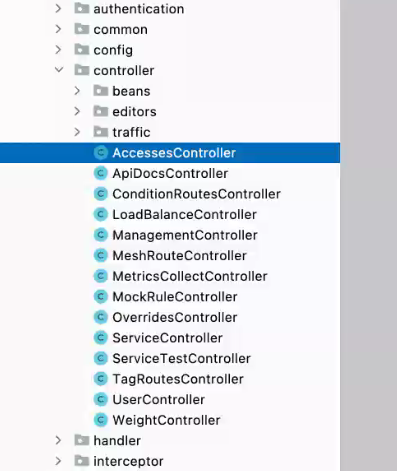 authentication
common
config
controller
beans
editors
traffic
AccessesController
ApiDocsController
ConditionRoutesController
LoadBalanceController
ManagementController
MeshRouteController
MetricsCollectController
MockRuleController
OverridesController
ServiceController
ServiceTestController
TagRoutesController
UserController
WeightController
handler
interceptor